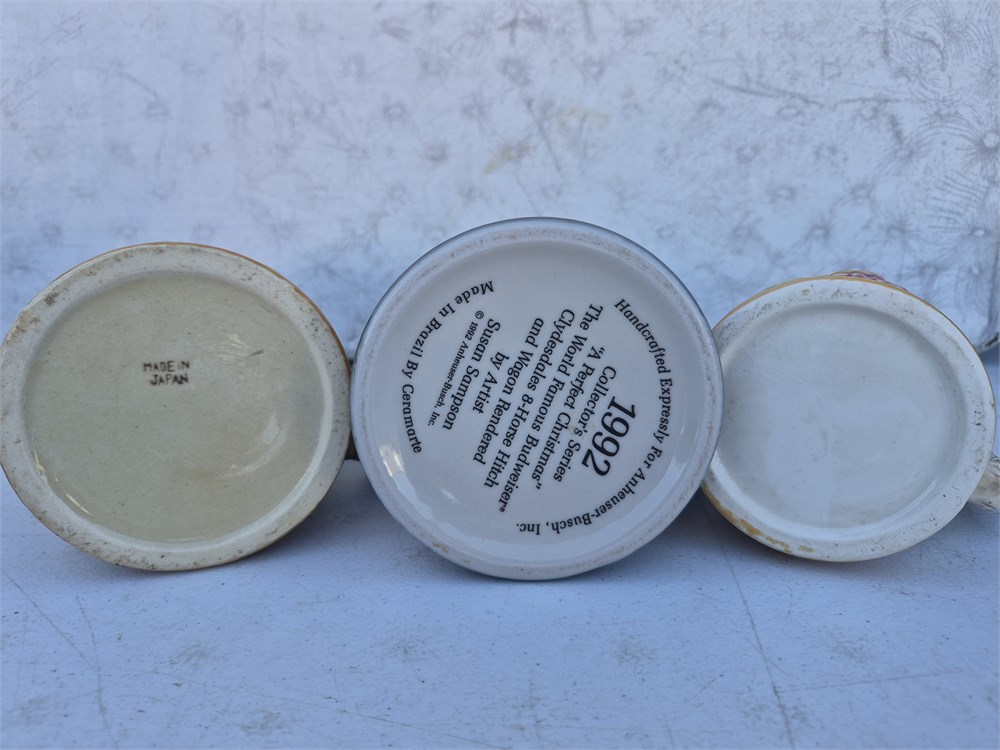 MADE IN
JAPAN
Handcrafted Expressly For Anheuser-Busch, Inc.
1992
Collector's Series
"A Perfect Christmas"
The World Famous Budweiser®
Clydesdales 8-Horse Hitch
and Wagon Rendered
by Artist
Susan Sampson
© 1992 Anheuser-Busch, Inc.
Made In Brazil By Ceramarte